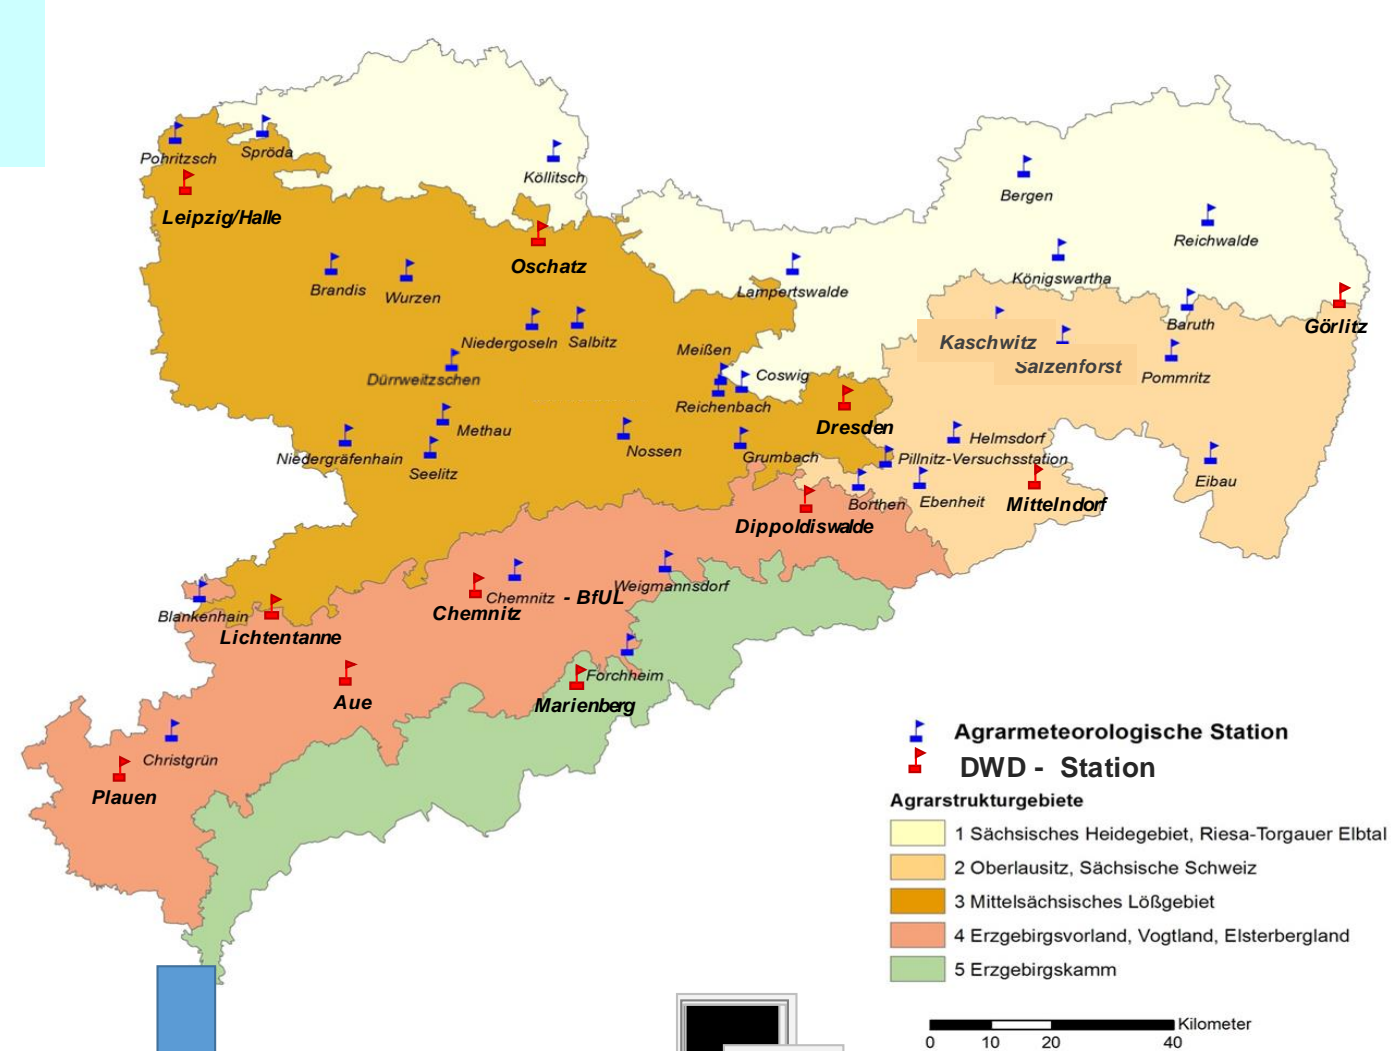 Pohritzsch
Spröda
Köllitsch
Bergen
Leipzig/Halle
Reichwalde
Oschatz
Königswartha
Brandis
Wurzen
Lampertswalde
Baruth
Görlitz
Niedergoseln
Salbitz
Meißen
Kaschwitz
Salzenforst
Dürrweitzschen
Coswig
Pommritz
Reichenbach
Methau
Dresden
Nossen
Helmsdorf
Niedergräfenhain
Grumbach
Pillnitz-Versuchsstation
Seelitz
Eibau
Borthen
Ebenheit
Mittelndorf
Dippoldiswalde
Weigmannsdorf
Chemnitz - BfUL
Blankenhain
Chemnitz
Lichtentanne
Forchheim
Aue
Marienberg
Christgrün
Plauen
Agrarmeteorologische Station
DWD - Station
Agrarstrukturgebiete
1 Sächsisches Heidegebiet, Riesa-Torgauer Elbtal
2 Oberlausitz, Sächsische Schweiz
3 Mittelsächsisches Lößgebiet
4 Erzgebirgsvorland, Vogtland, Elsterbergland
5 Erzgebirgskamm
Kilometer
0 10 20 40